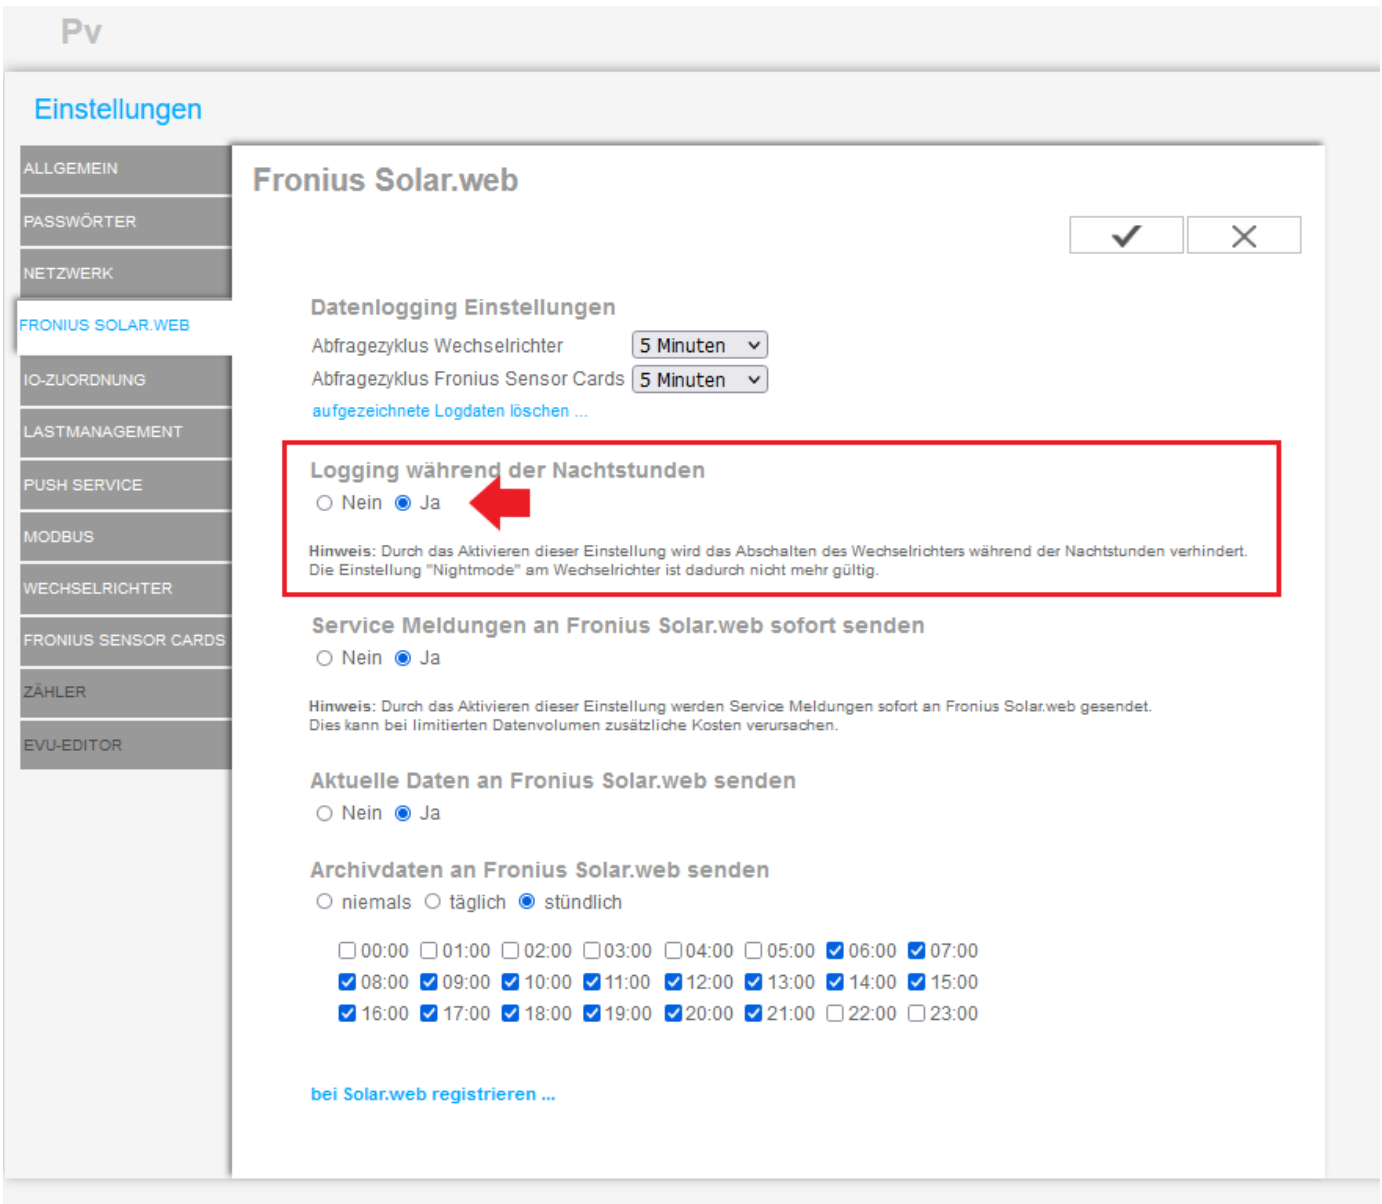 Pv
Einstellungen
ALLGEMEIN
PASSWÖRTER
NETZWERK
FRONIUS SOLAR.WEB
IO-ZUORDNUNG
LASTMANAGEMENT
PUSH SERVICE
MODBUS
WECHSELRICHTER
FRONIUS SENSOR CARDS
ZÄHLER
EVU-EDITOR
Fronius Solar.web
Datenlogging Einstellungen
Abfragezyklus Wechselrichter 5 Minuten
Abfragezyklus Fronius Sensor Cards 5 Minuten
aufgezeichnete Logdaten löschen ...
Logging während der Nachtstunden
Nein Ja
Hinweis: Durch das Aktivieren dieser Einstellung wird das Abschalten des Wechselrichters während der Nachtstunden verhindert.
Die Einstellung "Nightmode" am Wechselrichter ist dadurch nicht mehr gültig.
Service Meldungen an Fronius Solar.web sofort senden
Nein Ja
Hinweis: Durch das Aktivieren dieser Einstellung werden Service Meldungen sofort an Fronius Solar.web gesendet.
Dies kann bei limitierten Datenvolumen zusätzliche Kosten verursachen.
Aktuelle Daten an Fronius Solar.web senden
Nein Ja
Archivdaten an Fronius Solar.web senden
niemals täglich stündlich
00:00 01:00 02:00 03:00 04:00 05:00 06:00 07:00
08:00 09:00 10:00 11:00 12:00 13:00 14:00 15:00
16:00 17:00 18:00 19:00 20:00 21:00 22:00 23:00
bei Solar.web registrieren ...